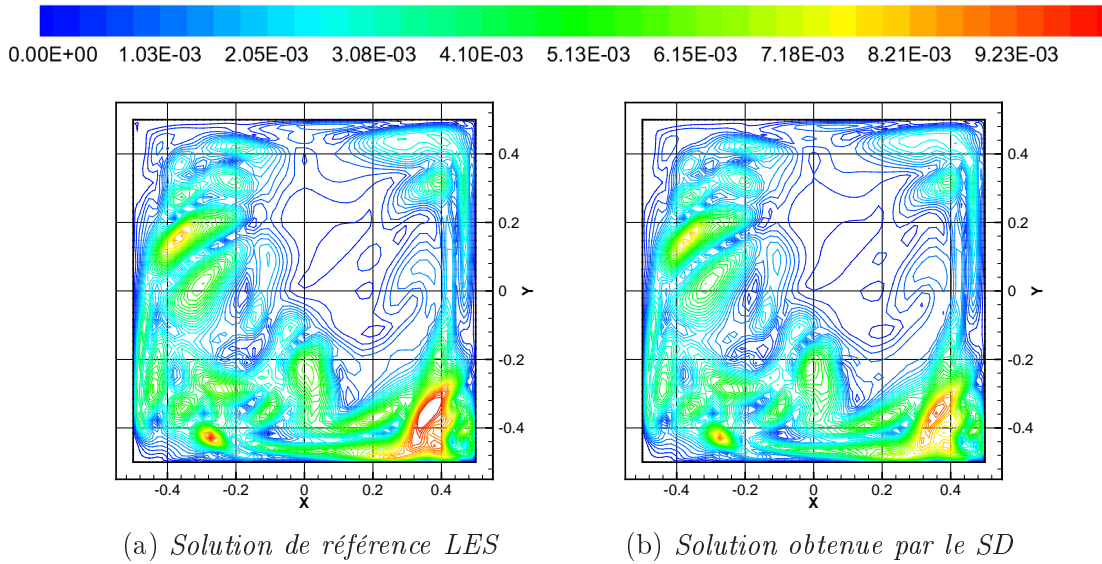 0.00E+00 1.03E-03 2.05E-03 3.08E-03 4.10E-03 5.13E-03 6.15E-03 7.18E-03 8.21E-03 9.23E-03
0.4
0.2
0
-0.2
-0.4
Y
-0.4 -0.2 0 0.2 0.4
X
0.4
0.2
0
-0.2
-0.4
Y
-0.4 -0.2 0 0.2 0.4
X
(a) Solution de référence LES
(b) Solution obtenue par le SD